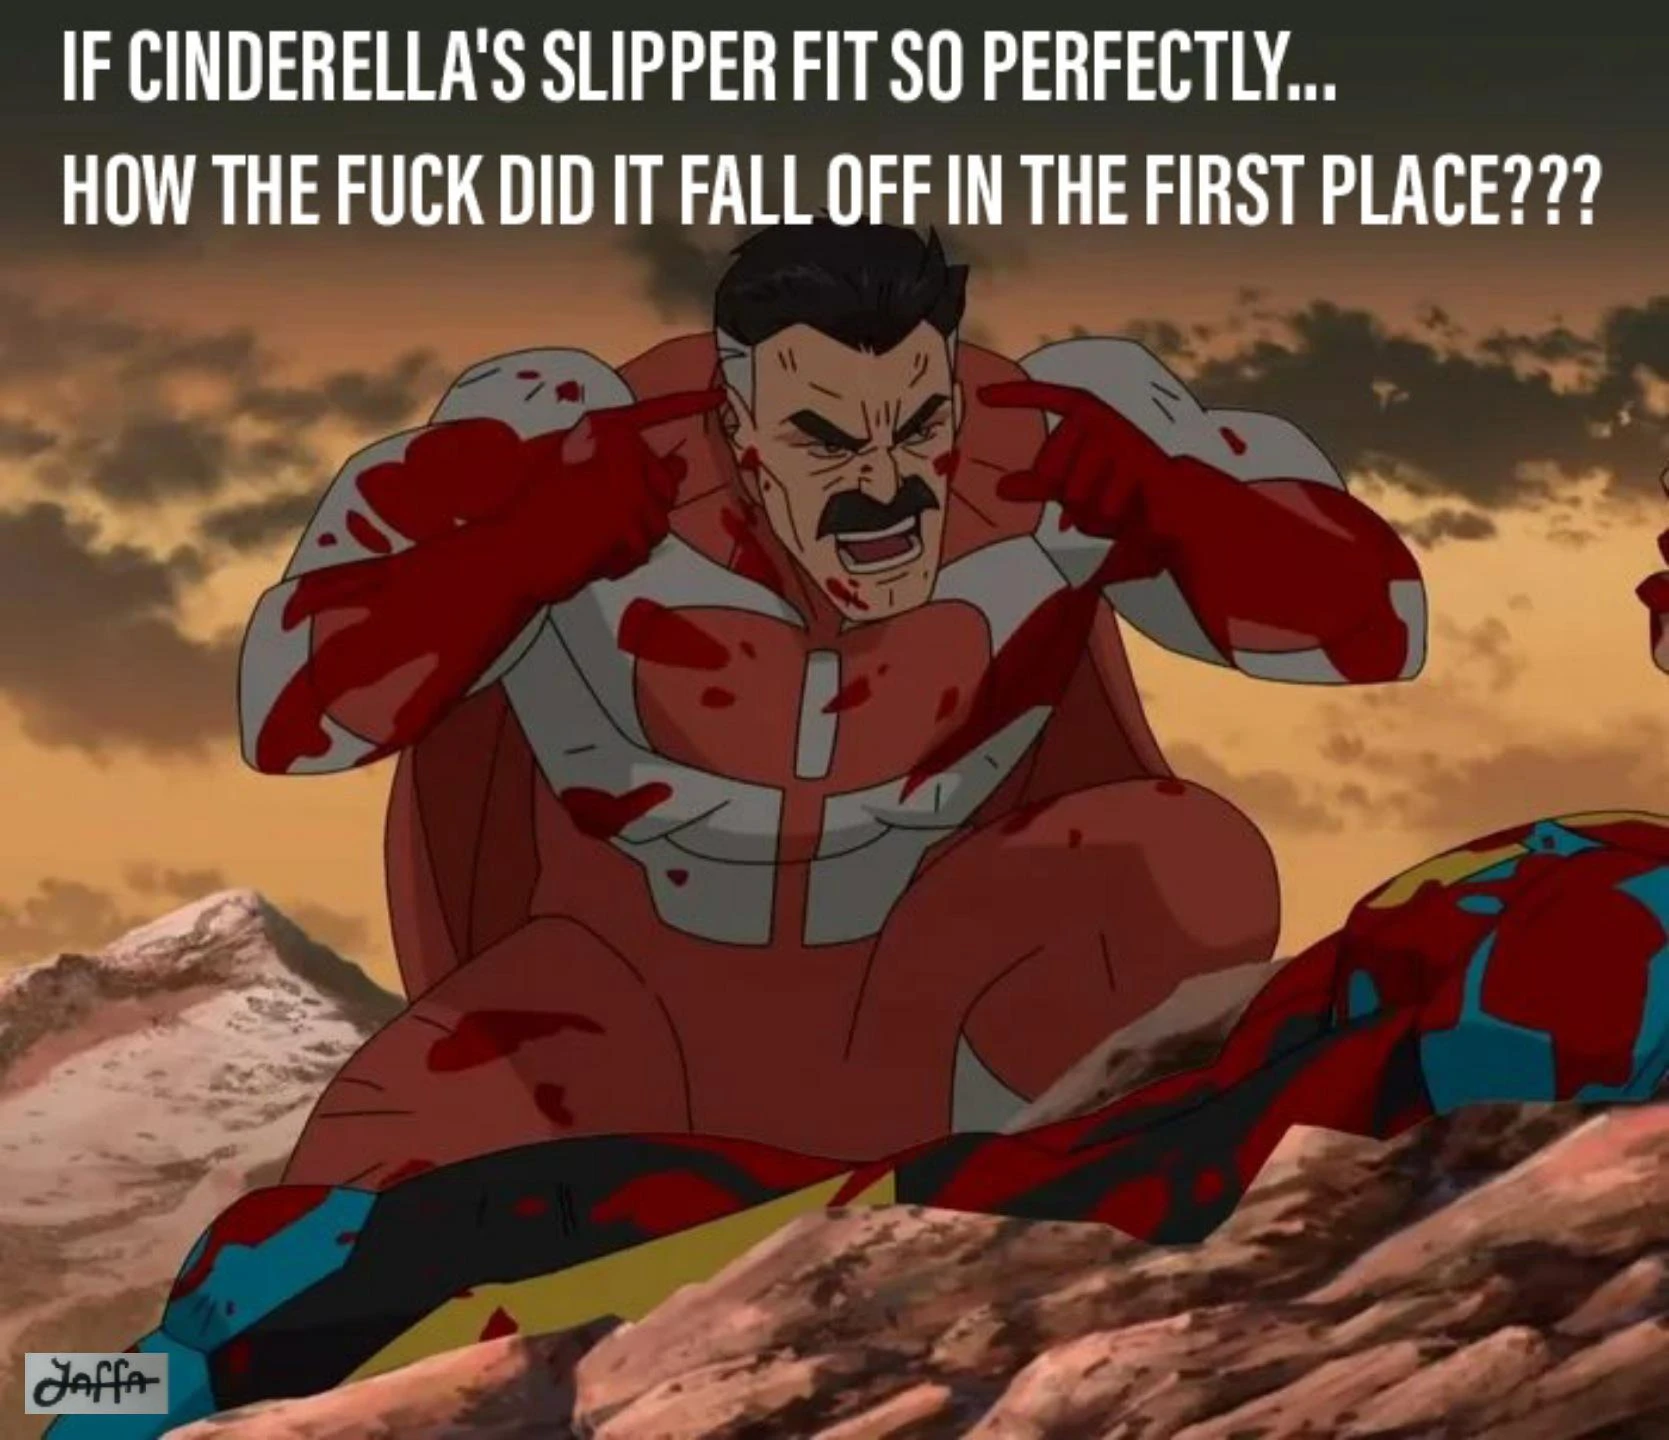 IF CINDERELLA'S SLIPPER FIT SO PERFECTLY...
HOW THE FUCK DID IT FALL OFF IN THE FIRST PLACE???
Jaffa